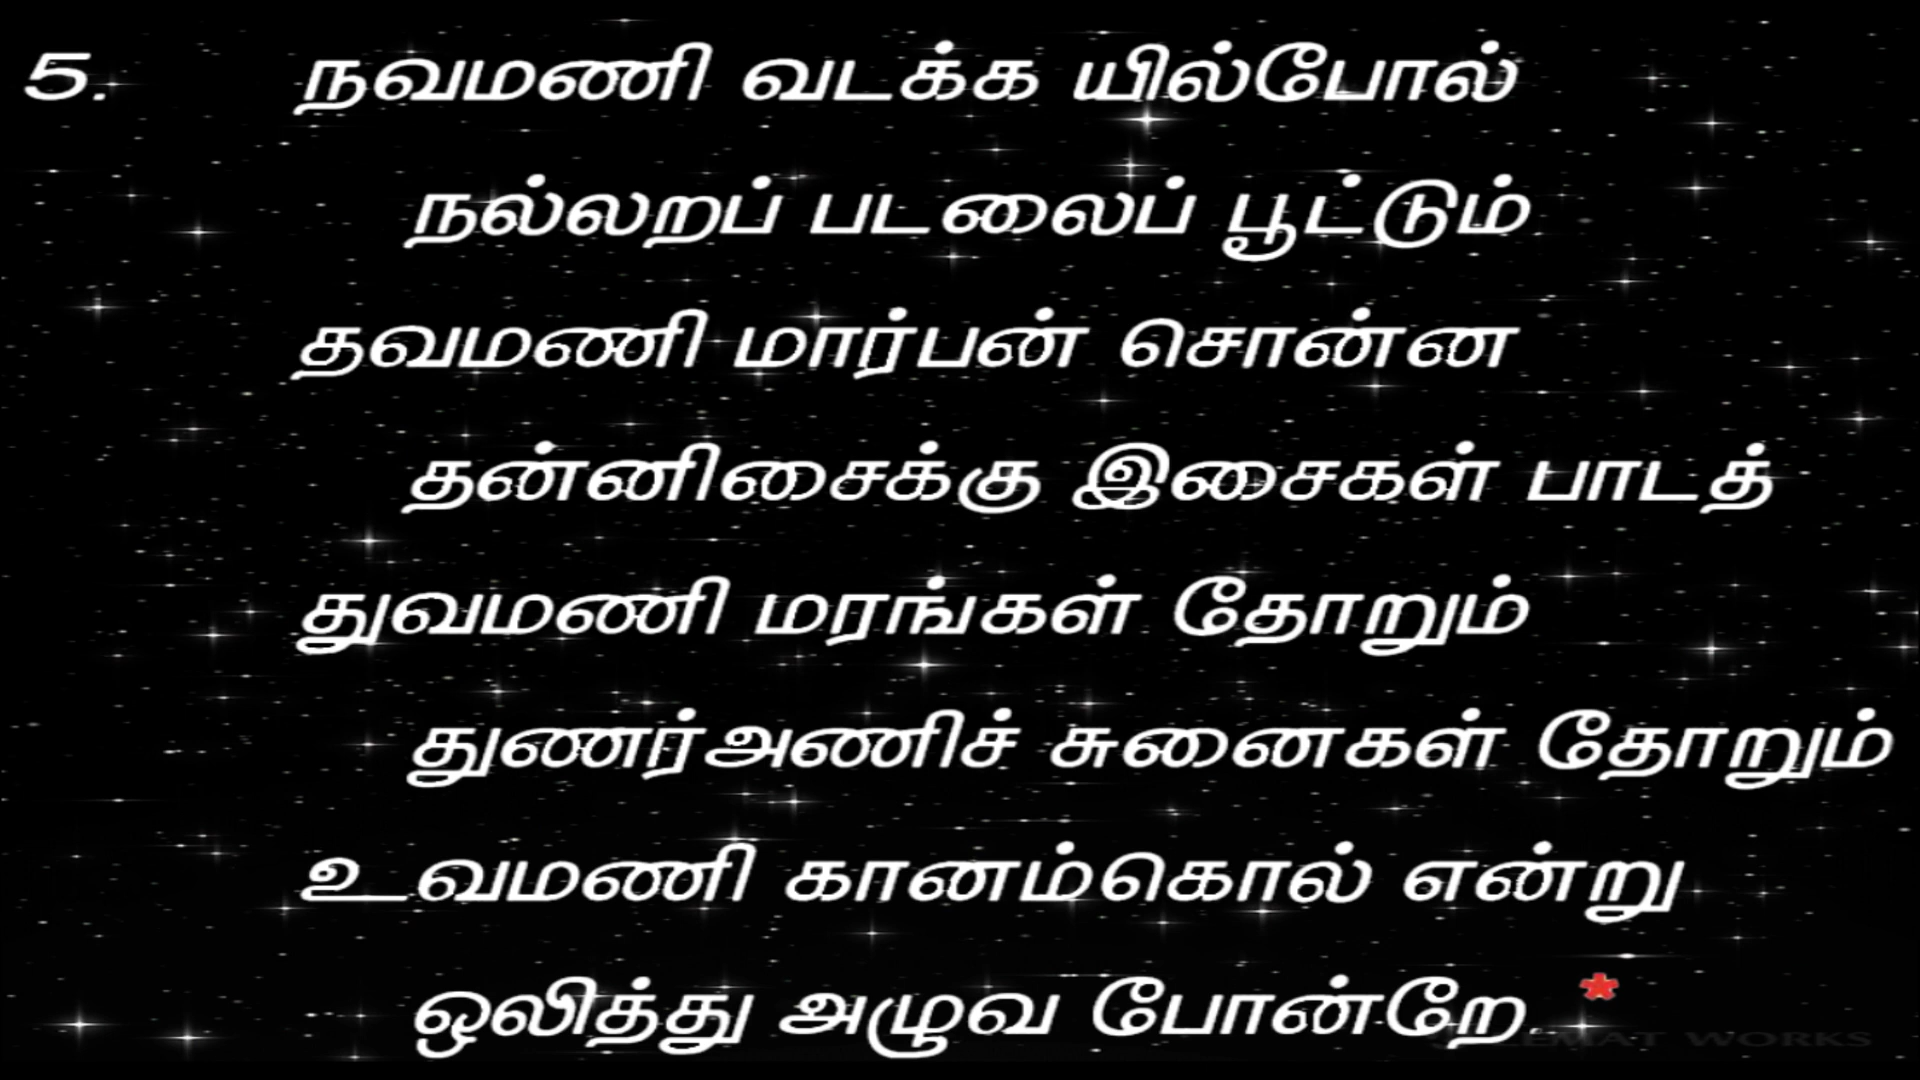 5. நவமணி வடக்க யில்போல்
நல்லறப் படலைப் பூட்டும்
தவமணி மார்பன் சொன்ன
தன்னிசைக்கு இசைகள் பாடத்
துவமணி மரங்கள் தோறும்
துணர்அணிச் சுனைகள் தோறும்
உவமணி கானம்கொல் என்று
ஒலித்து அழுவ போன்றே. *
WORKS